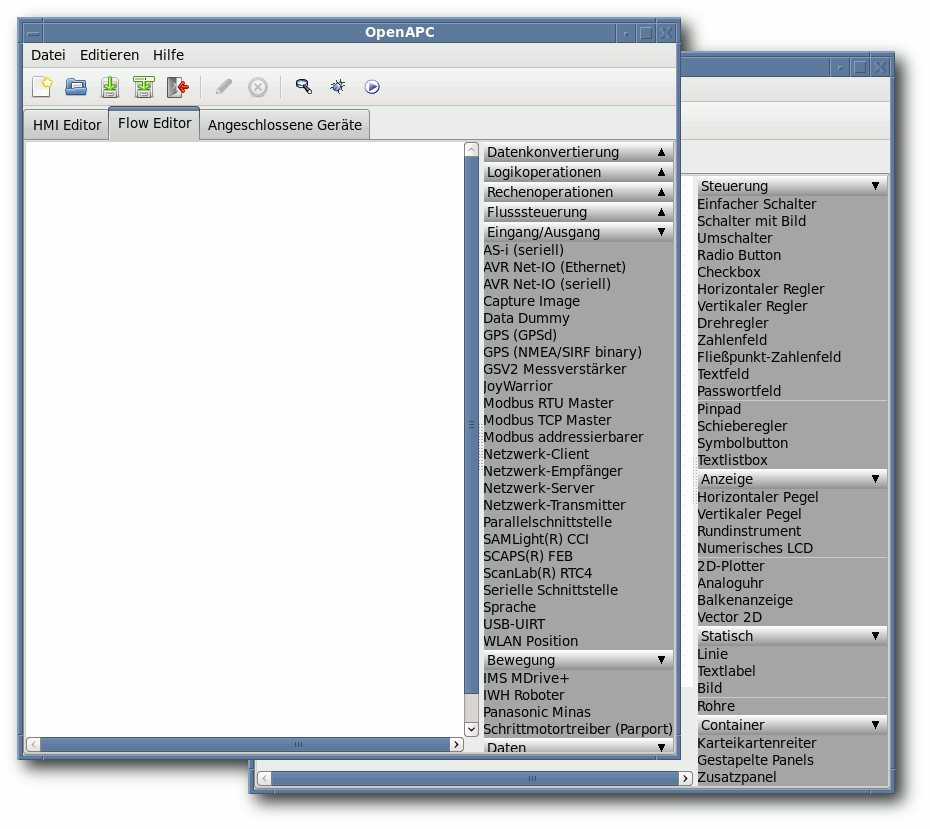 OpenAPC
Datei Editieren Hilfe
HMI Editor Flow Editor Angeschlossene Geräte
Datenkonvertierung
Logikoperationen
Rechenoperationen
Flusssteuerung
Eingang/Ausgang
AS-i (seriell)
AVR Net-IO (Ethernet)
AVR Net-IO (seriell)
Capture Image
Data Dummy
GPS (GPSd)
GPS (NMEA/SIRF binary)
GSV2 Messverstärker
JoyWarrior
Modbus RTU Master
Modbus TCP Master
Modbus addressierbarer
Netzwerk-Client
Netzwerk-Empfänger
Netzwerk-Server
Netzwerk-Transmitter
Parallelschnittstelle
SAMLight(R) CCI
SCAPS(R) FEB
ScanLab(R) RTC4
Serielle Schnittstelle
Sprache
USB-UIRT
WLAN Position
Bewegung
IMS MDrive+
IWH Roboter
Panasonic Minas
Schrittmotortreiber (Parport)
Daten
Steuerung
Einfacher Schalter
Schalter mit Bild
Umschalter
Radio Button
Checkbox
Horizontaler Regler
Vertikaler Regler
Drehregler
Zahlenfeld
Fließpunkt-Zahlenfeld
Textfeld
Passwortfeld
Pinpad
Schieberegler
Symbolbutton
Textlistbox
Anzeige
Horizontaler Pegel
Vertikaler Pegel
Rundinstrument
Numerisches LCD
2D-Plotter
Analoguhr
Balkenanzeige
Vector 2D
Statisch
Linie
Textlabel
Bild
Rohre
Container
Karteikartenreiter
Gestapelte Panels
Zusatzpanel